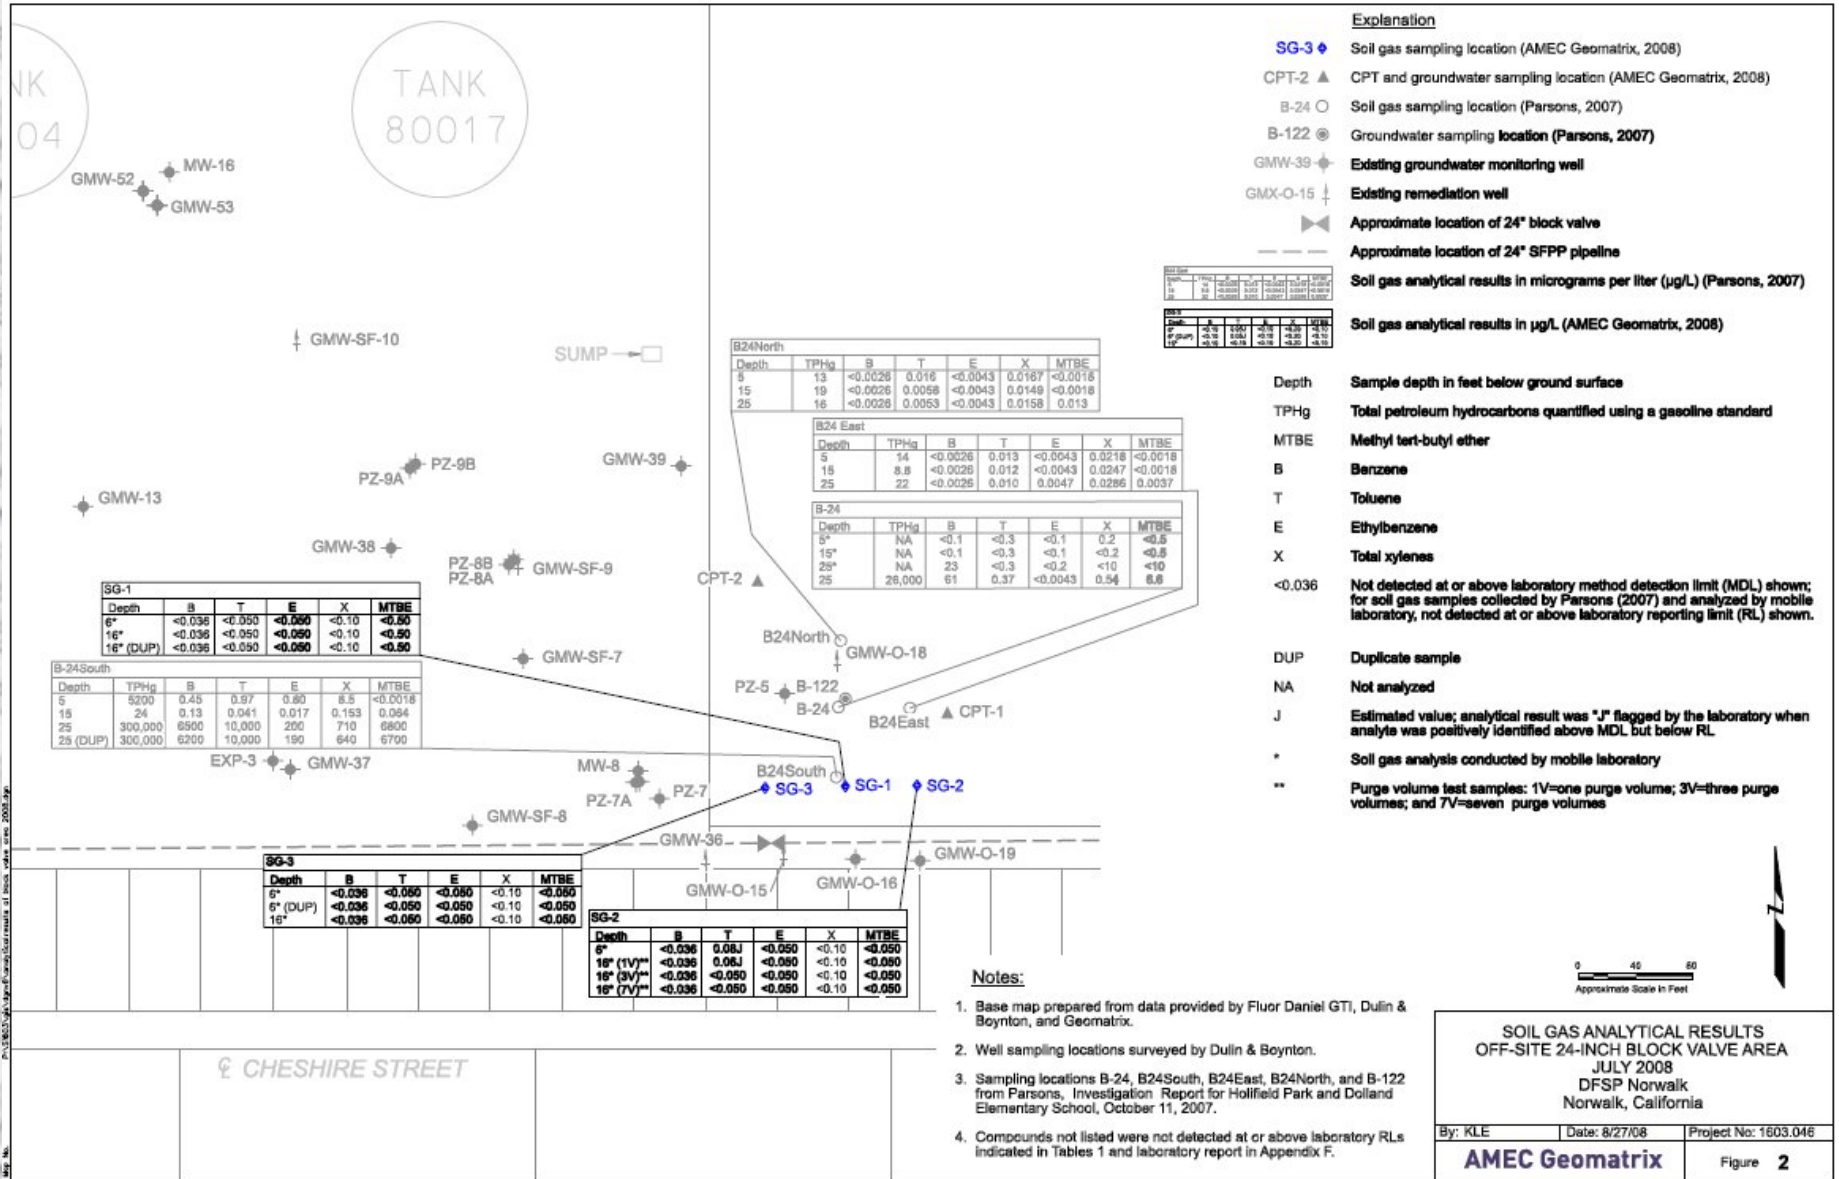 Explanation
SG-3 Soil gas sampling location (AMEC Geomatrix, 2008)
CPT-2 CPT and groundwater sampling location (AMEC Geomatrix, 2008)
B-24 Soil gas sampling location (Parsons, 2007)
B-122 Groundwater sampling location (Parsons, 2007)
GMW-39 Existing groundwater monitoring well
GMX-O-15 Existing remediation well
Approximate location of 24" block valve
Approximate location of 24" SFPP pipeline
Soil gas analytical results in micrograms per liter (µg/L) (Parsons, 2007)
Soil gas analytical results in µg/L (AMEC Geomatrix, 2008)
Depth Sample depth in feet below ground surface
TPHg Total petroleum hydrocarbons quantified using a gasoline standard
MTBE Methyl tert-butyl ether
B Benzene
T Toluene
E Ethylbenzene
X Total xylenes
<0.036 Not detected at or above laboratory method detection limit (MDL) shown;
for soil gas samples collected by Parsons (2007) and analyzed by mobile
laboratory, not detected at or above laboratory reporting limit (RL) shown.
DUP Duplicate sample
NA Not analyzed
J Estimated value; analytical result was "J" flagged by the laboratory when
analyte was positively identified above MDL but below RL
* Soil gas analysis conducted by mobile laboratory
** Purge volume test samples: 1V=one purge volume; 3V=three purge
volumes; and 7V=seven purge volumes
NK
04
TANK
80017
MW-16
GMW-52
GMW-53
GMW-SF-10
SUMP
B24North
Depth TPHg B T E X MTBE
5 13 <0.0026 0.016 <0.0043 0.0167 <0.0018
15 19 <0.0026 0.0056 <0.0043 0.0149 <0.0018
25 16 <0.0026 0.0053 <0.0043 0.0158 0.013
B24 East
Depth TPHg B T E X MTBE
5 14 <0.0026 0.013 <0.0043 0.0218 <0.0018
15 8.8 <0.0026 0.012 <0.0043 0.0247 <0.0018
25 22 <0.0026 0.010 0.0047 0.0286 0.0037
B-24
Depth TPHg B T E X MTBE
5* NA <0.1 <0.3 <0.1 0.2 <0.5
15* NA <0.1 <0.3 <0.1 <0.2 <0.5
25* NA 23 <0.3 <0.2 <10 <10
25 26,000 61 0.37 <0.0043 0.54 6.6
PZ-9B
PZ-9A
GMW-39
GMW-13
GMW-38
PZ-8B
PZ-8A
GMW-SF-9
CPT-2
SG-1
Depth B T E X MTBE
6* <0.036 <0.050 <0.050 <0.10 <0.50
16* <0.036 <0.050 <0.050 <0.10 <0.50
16* (DUP) <0.036 <0.050 <0.050 <0.10 <0.50
B24North
GMW-O-18
GMW-SF-7
B-24South
Depth TPHg B T E X MTBE
5 5200 0.45 0.97 0.60 8.5 <0.0018
15 24 0.13 0.041 0.017 0.153 0.064
25 300,000 6500 10,000 200 710 6800
25 (DUP) 300,000 6200 10,000 190 640 6700
PZ-5
B-122
B-24
B24East
CPT-1
EXP-3
GMW-37
MW-8
B24South
PZ-7A
PZ-7
SG-3
SG-1
SG-2
GMW-SF-8
GMW-36
GMW-O-15
GMW-O-16
GMW-O-19
SG-3
Depth B T E X MTBE
6* <0.036 <0.050 <0.050 <0.10 <0.050
6* (DUP) <0.036 <0.050 <0.050 <0.10 <0.050
16* <0.036 <0.050 <0.050 <0.10 <0.050
SG-2
Depth B T E X MTBE
6* <0.036 0.08J <0.050 <0.10 <0.050
16* (1V)** <0.036 0.06J <0.050 <0.10 <0.050
16* (3V)** <0.036 <0.050 <0.050 <0.10 <0.050
16* (7V)** <0.036 <0.050 <0.050 <0.10 <0.050
CHESHIRE STREET
Notes:
1. Base map prepared from data provided by Fluor Daniel GTI, Dulin &
Boynton, and Geomatrix.
2. Well sampling locations surveyed by Dulin & Boynton.
3. Sampling locations B-24, B24South, B24East, B24North, and B-122
from Parsons, Investigation Report for Holifield Park and Dolland
Elementary School, October 11, 2007.
4. Compounds not listed were not detected at or above laboratory RLs
indicated in Tables 1 and laboratory report in Appendix F.
0 40 80
Approximate Scale in Feet
SOIL GAS ANALYTICAL RESULTS
OFF-SITE 24-INCH BLOCK VALVE AREA
JULY 2008
DFSP Norwalk
Norwalk, California
By: KLE Date: 8/27/08 Project No: 1603.046
AMEC Geomatrix Figure 2